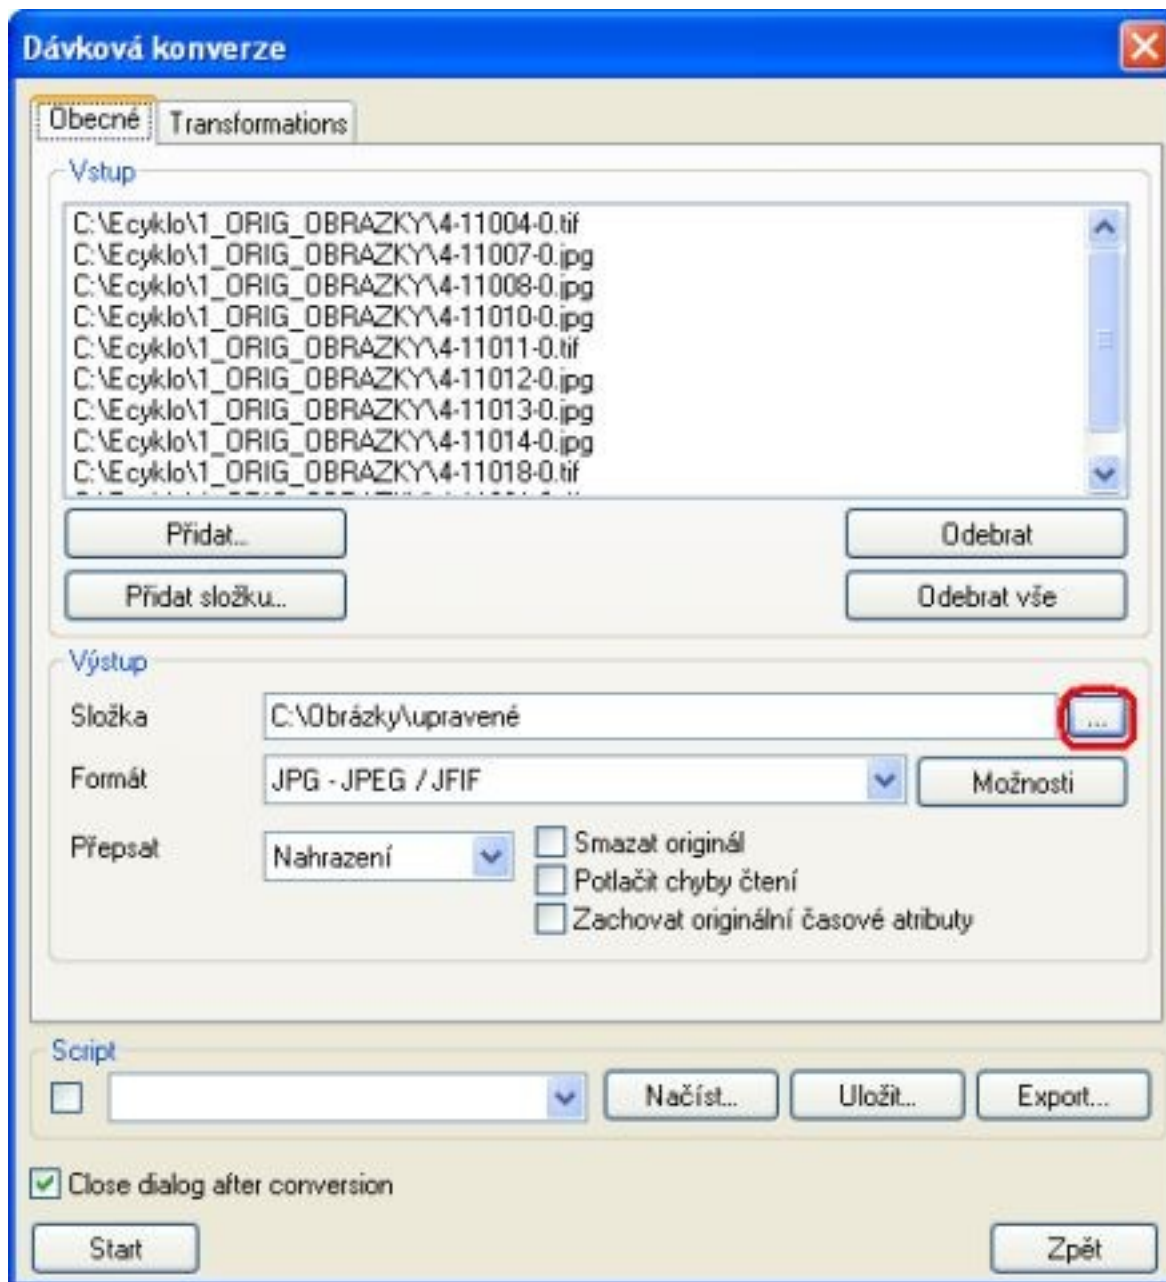 Dávková konverze
Obecné Transformations
Vstup
C:\Ecyklo\1_ORIG_OBRAZKY\4-11004-0.tif
C:\Ecyklo\1_ORIG_OBRAZKY\4-11007-0.jpg
C:\Ecyklo\1_ORIG_OBRAZKY\4-11008-0.jpg
C:\Ecyklo\1_ORIG_OBRAZKY\4-11010-0.jpg
C:\Ecyklo\1_ORIG_OBRAZKY\4-11011-0.tif
C:\Ecyklo\1_ORIG_OBRAZKY\4-11012-0.jpg
C:\Ecyklo\1_ORIG_OBRAZKY\4-11013-0.jpg
C:\Ecyklo\1_ORIG_OBRAZKY\4-11014-0.jpg
C:\Ecyklo\1_ORIG_OBRAZKY\4-11018-0.tif
Přidat... Odebrat
Přidat složku... Odebrat vše
Výstup
Složka C:\Obrázky\upravené ...
Formát JPG - JPEG / JFIF Možnosti
Přepsat Nahrazení Smazat originál
Potlačit chyby čtení
Zachovat originální časové atributy
Script
Načíst... Uložit... Export...
Close dialog after conversion
Start Zpět